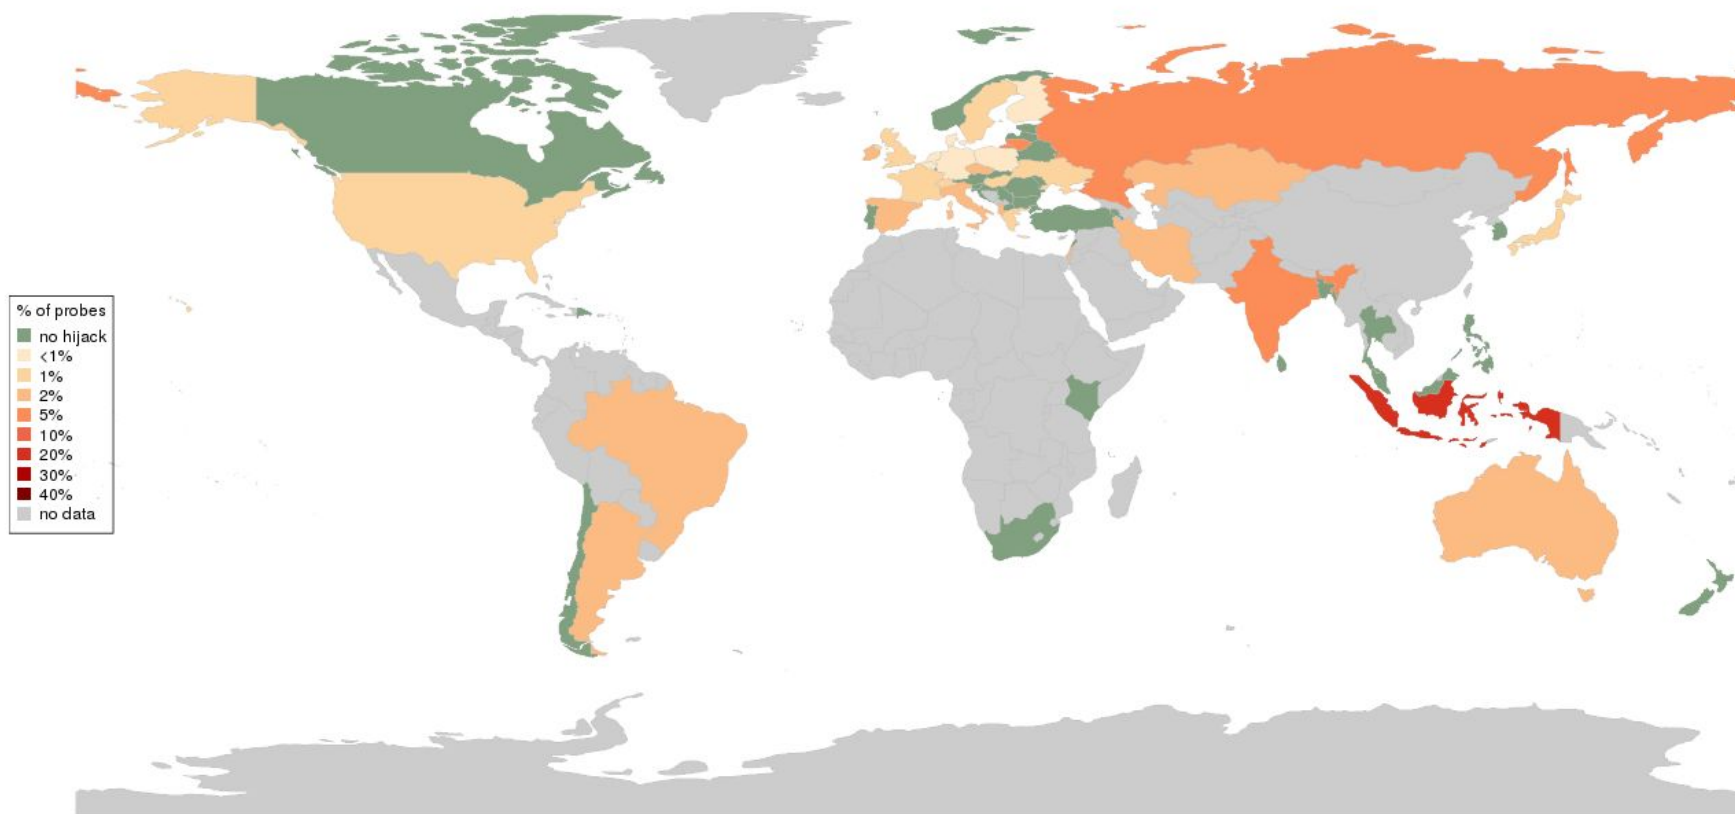 % of probes
no hijack
<1%
1%
2%
5%
10%
20%
30%
40%
no data